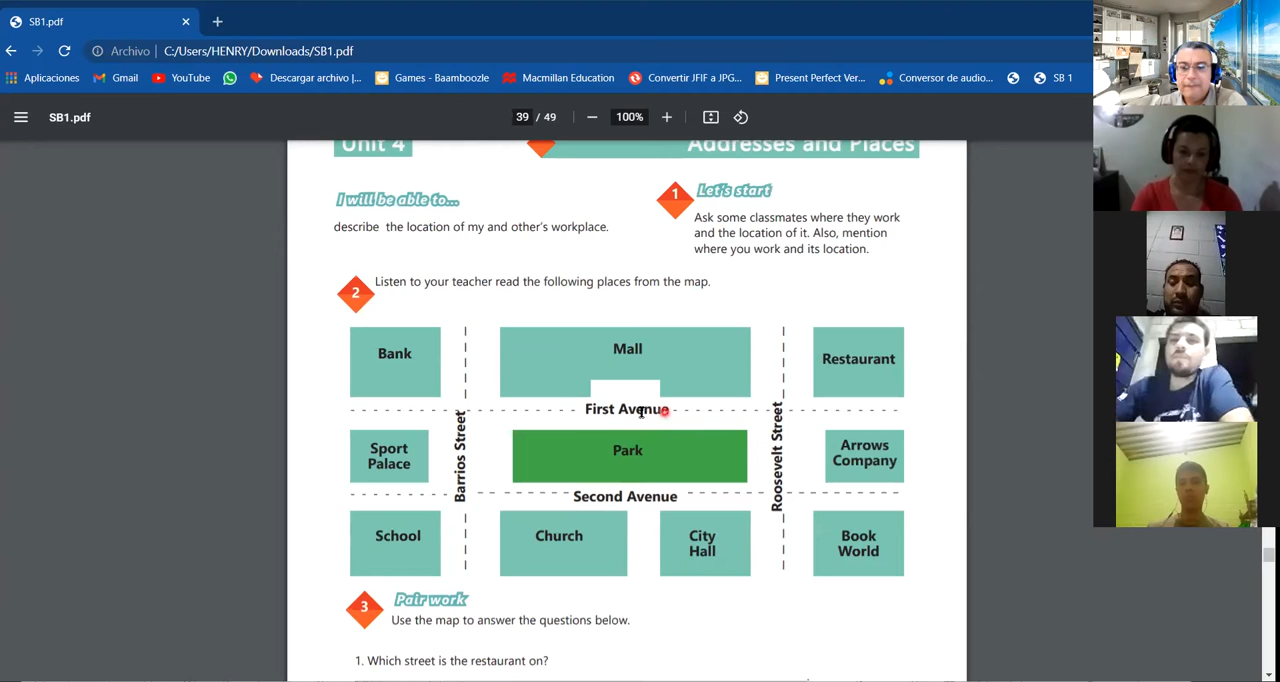 SB1.pdf
Archivo | C:/Users/HENRY/Downloads/SB1.pdf
Aplicaciones Gmail YouTube Descargar archivo |... Games - Baamboozle Macmillan Education Convertir JFIF a JPG... Present Perfect Ver... Conversor de audio... SB 1
SB1.pdf 39 / 49 100%
Unit 4 Addresses and Places
I will be able to...
describe the location of my and other's workplace.
1 Let's start
Ask some classmates where they work
and the location of it. Also, mention
where you work and its location.
2 Listen to your teacher read the following places from the map.
Bank
Mall
Restaurant
First Avenue
Sport
Palace
Barrios Street
Park
Roosevelt Street
Arrows
Company
Second Avenue
School
Church
City
Hall
Book
World
3 Pair work
Use the map to answer the questions below.
1. Which street is the restaurant on?